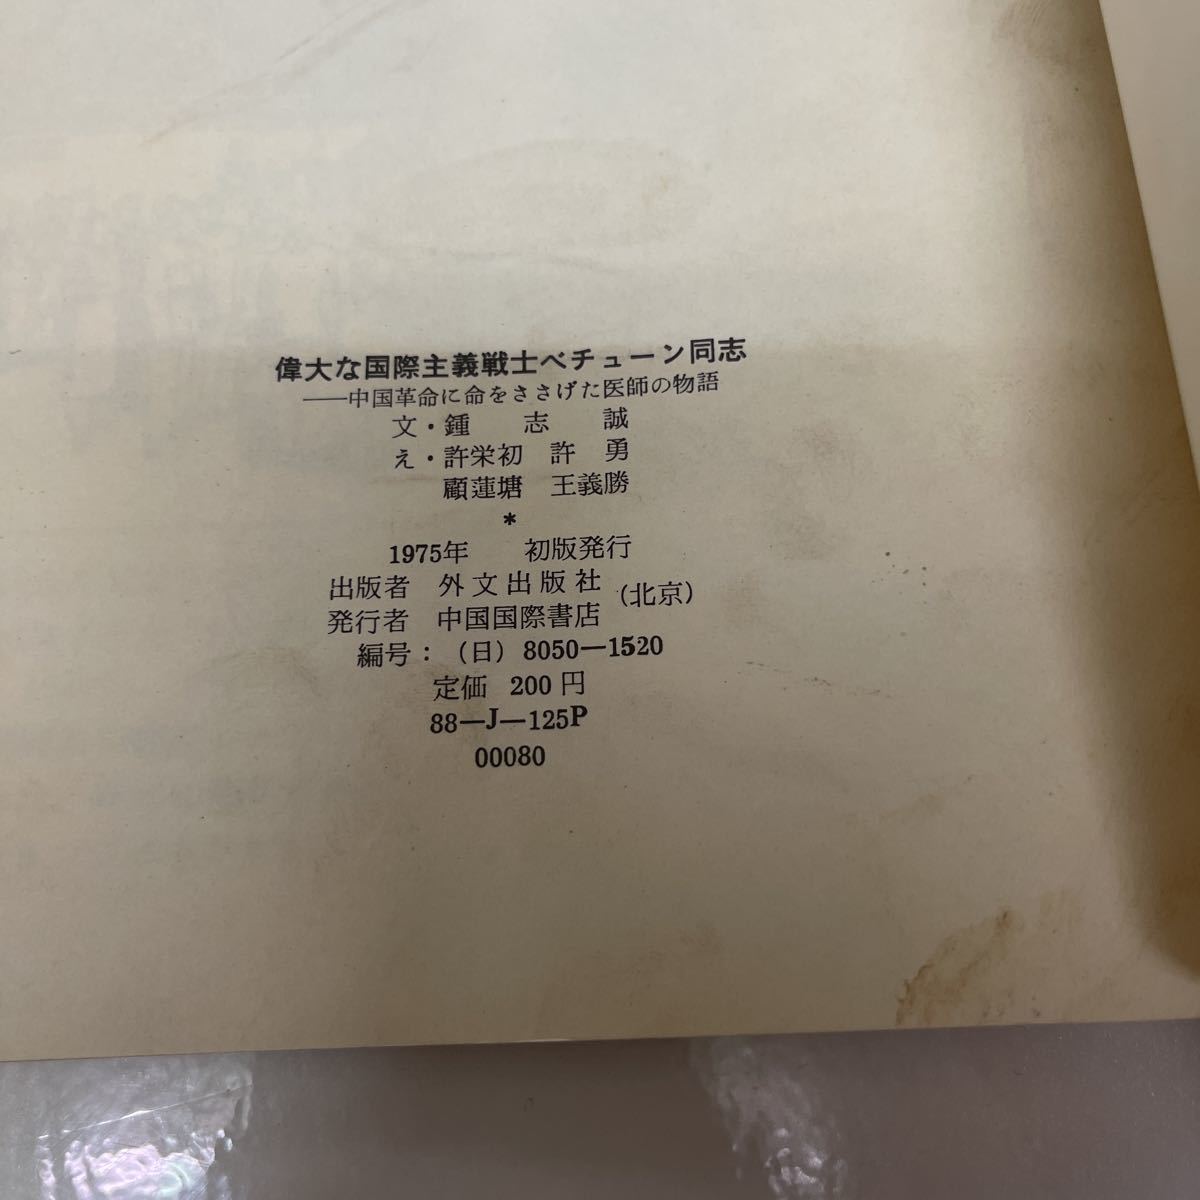 偉大な国際主義戦士ベチューン同志
——中国革命に命をささげた医師の物語
文・鍾　志　誠
え・許栄初　許　勇
顧蓮塘　王義勝
*
1975年　初版発行
出版者　外文出版社
発行者　中国国際書店　(北京)
編号：（日）8050—1520
定価　200円
88—J—125P
00080